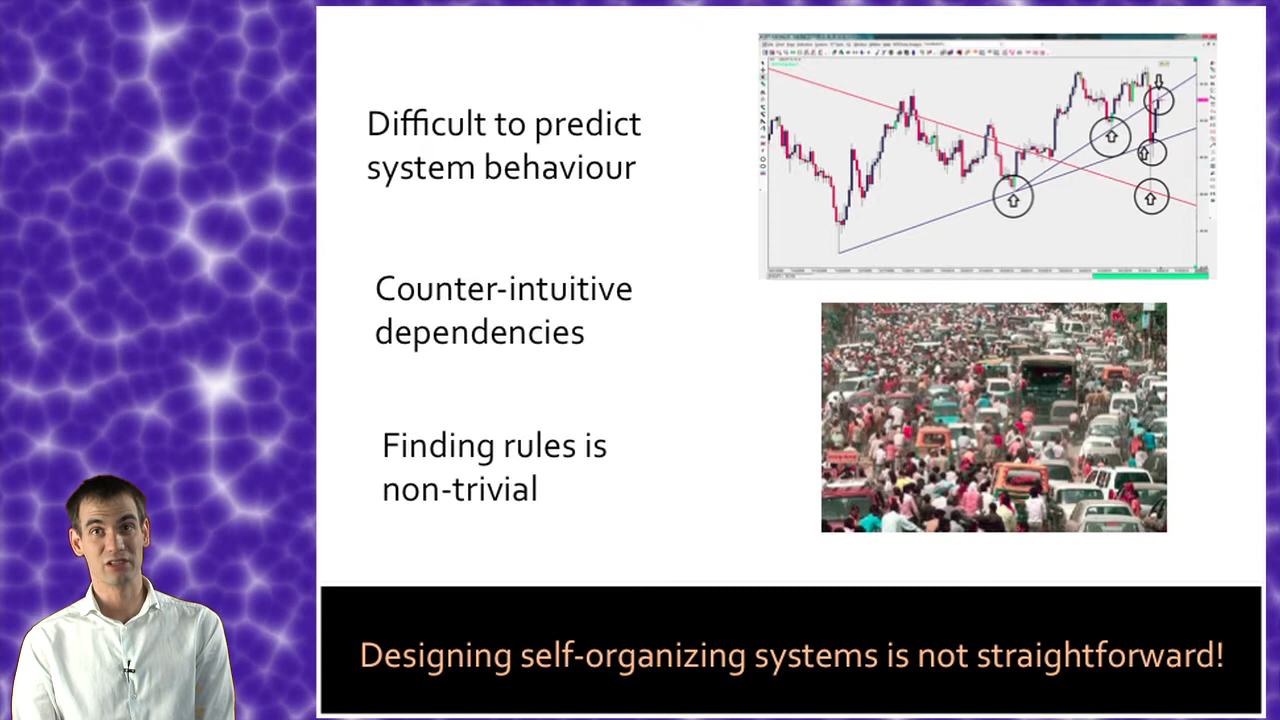 Difficult to predict
system behaviour
Counter-intuitive
dependencies
Finding rules is
non-trivial
Designing self-organizing systems is not straightforward!